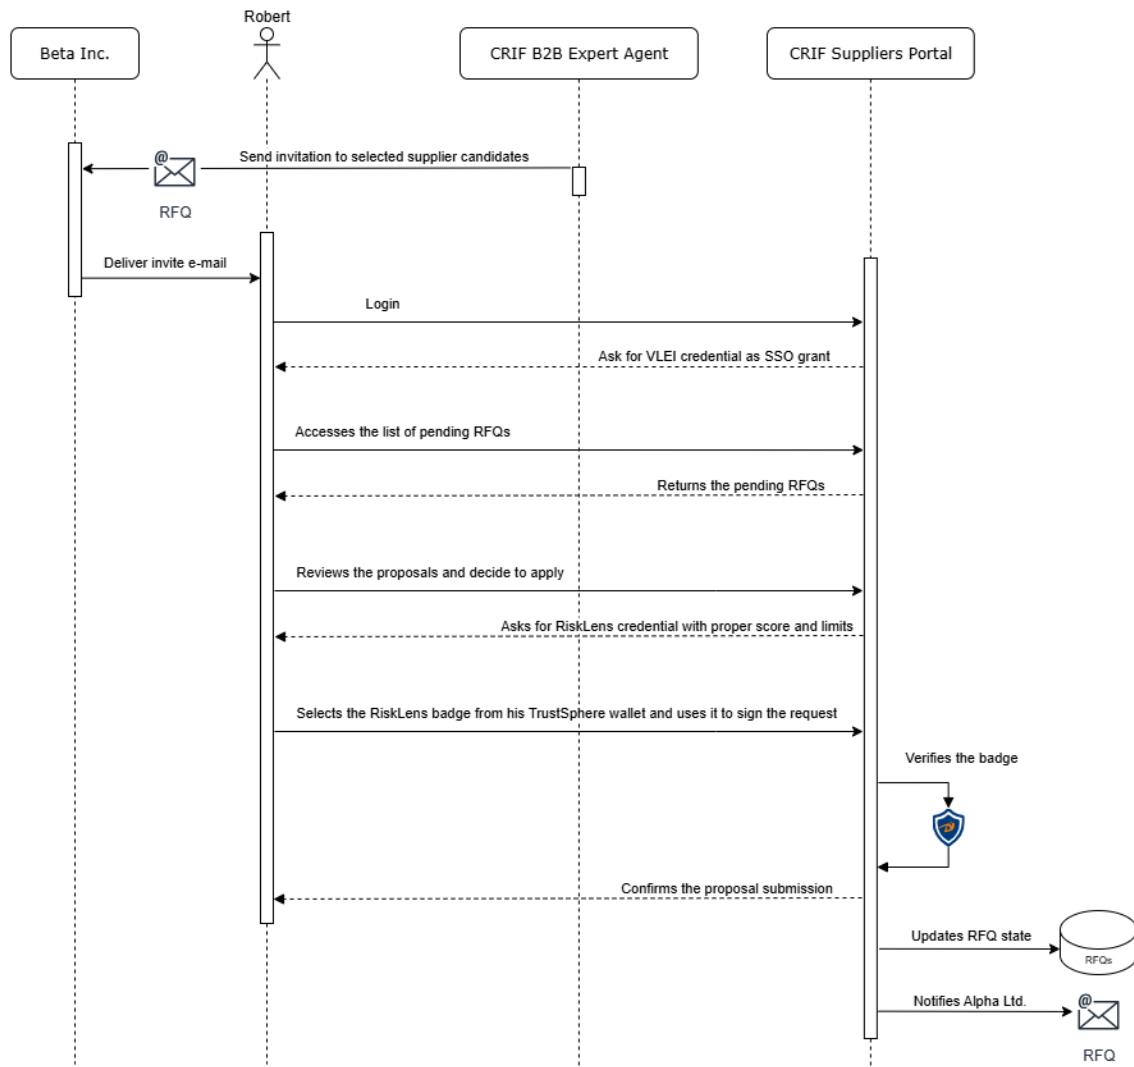 Robert
Beta Inc.
CRIF B2B Expert Agent
CRIF Suppliers Portal
Send invitation to selected supplier candidates
@
RFQ
Deliver invite e-mail
Login
Ask for VLEI credential as SSO grant
Accesses the list of pending RFQs
Returns the pending RFQs
Reviews the proposals and decide to apply
Asks for RiskLens credential with proper score and limits
Selects the RiskLens badge from his TrustSphere wallet and uses it to sign the request
Verifies the badge
Confirms the proposal submission
Updates RFQ state
RFQs
Notifies Alpha Ltd.
@
RFQ